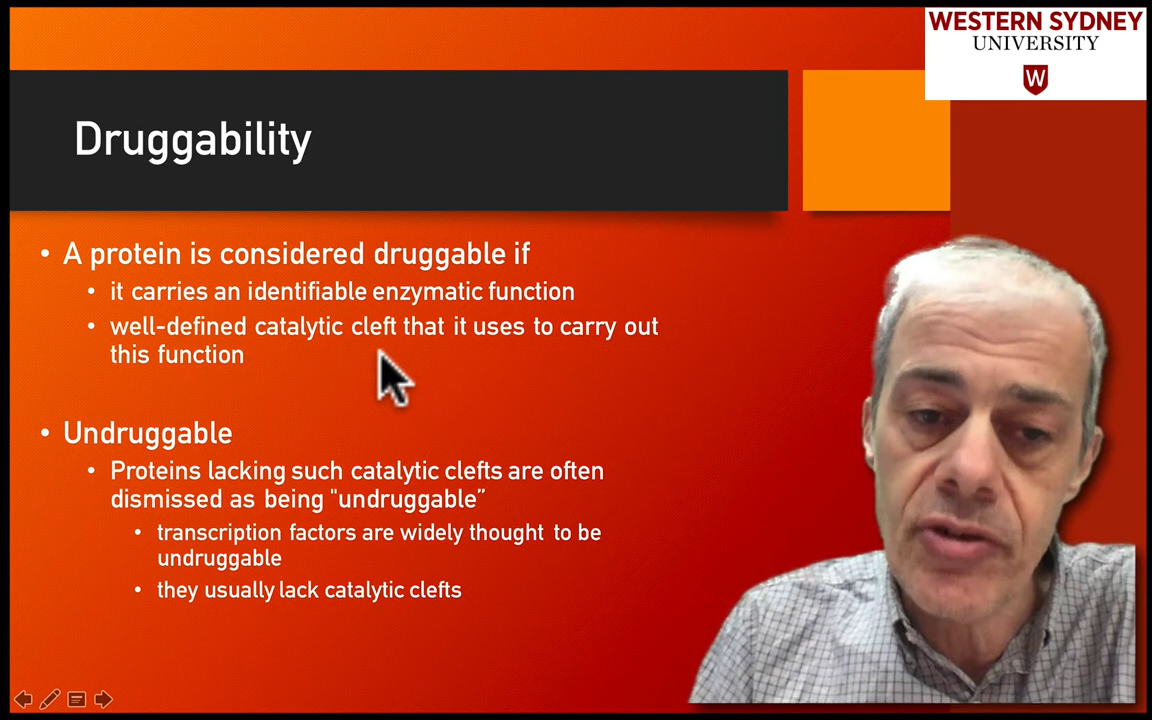 WESTERN SYDNEY
UNIVERSITY
W
Druggability
• A protein is considered druggable if
• it carries an identifiable enzymatic function
• well-defined catalytic cleft that it uses to carry out
this function
• Undruggable
• Proteins lacking such catalytic clefts are often
dismissed as being "undruggable”
• transcription factors are widely thought to be
undruggable
• they usually lack catalytic clefts